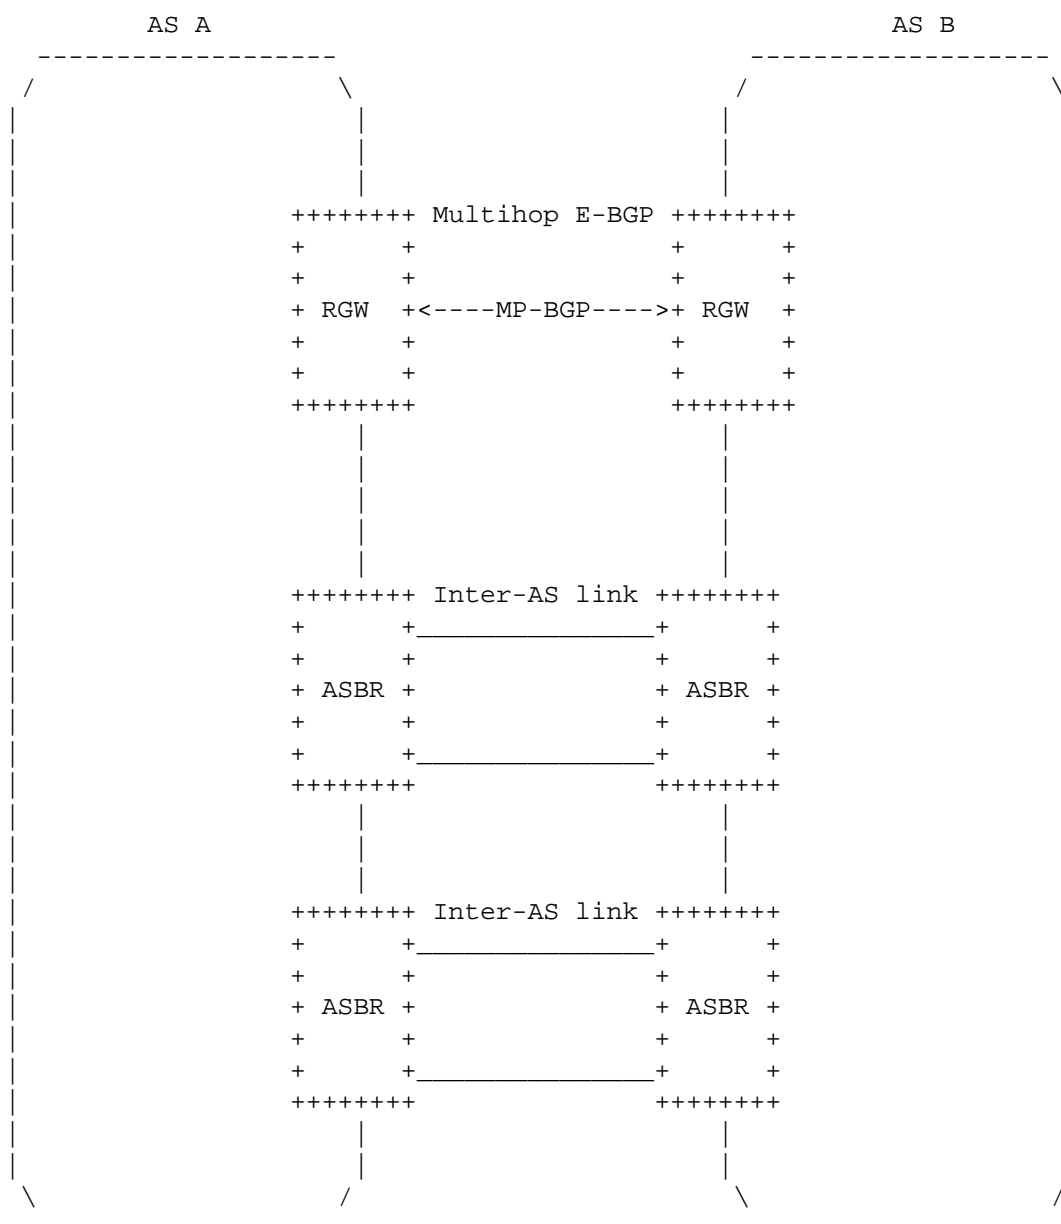 AS A AS B
Multihop E-BGP
RGW <----MP-BGP----> RGW
Inter-AS link
ASBR ASBR
Inter-AS link
ASBR ASBR